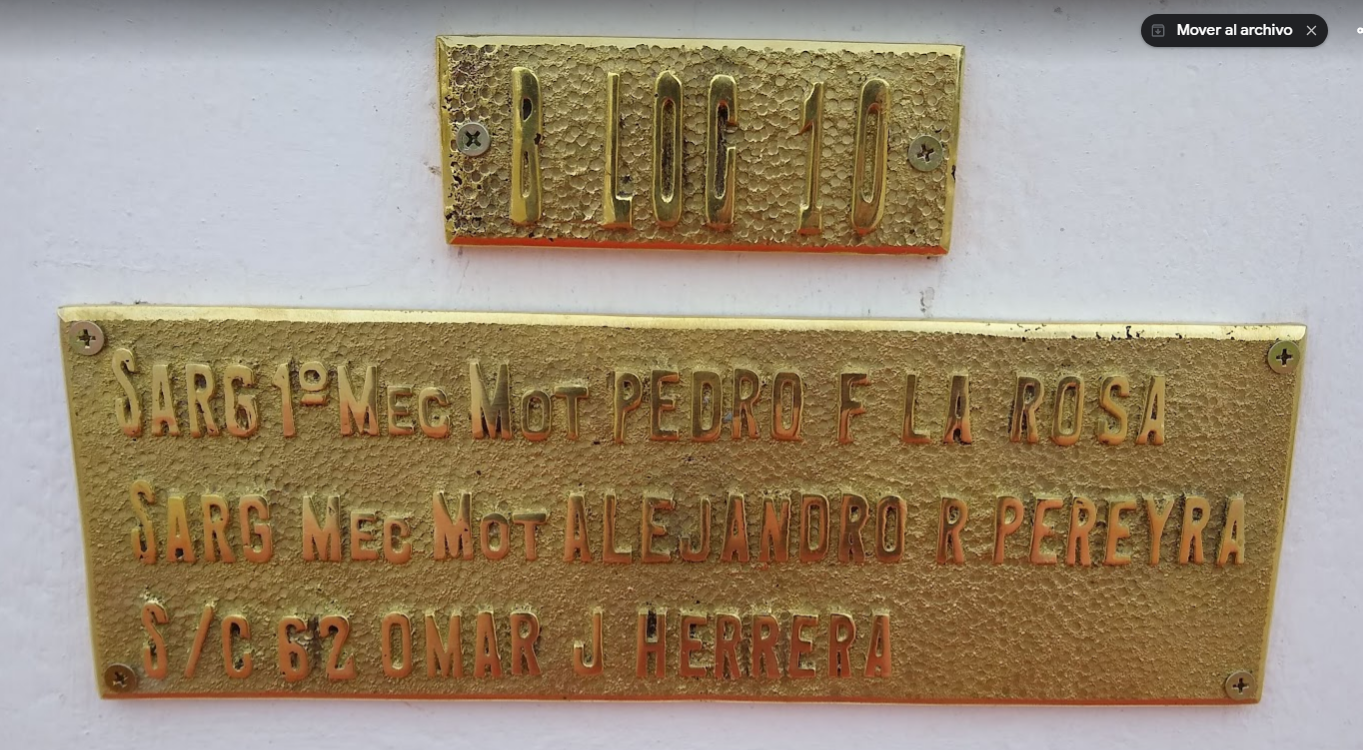 Mover al archivo
B LOG 10
SARG 1º MEC MOT PEDRO F LA ROSA
SARG MEC MOT ALEJANDRO R PEREYRA
S/C 62 OMAR J HERRERA